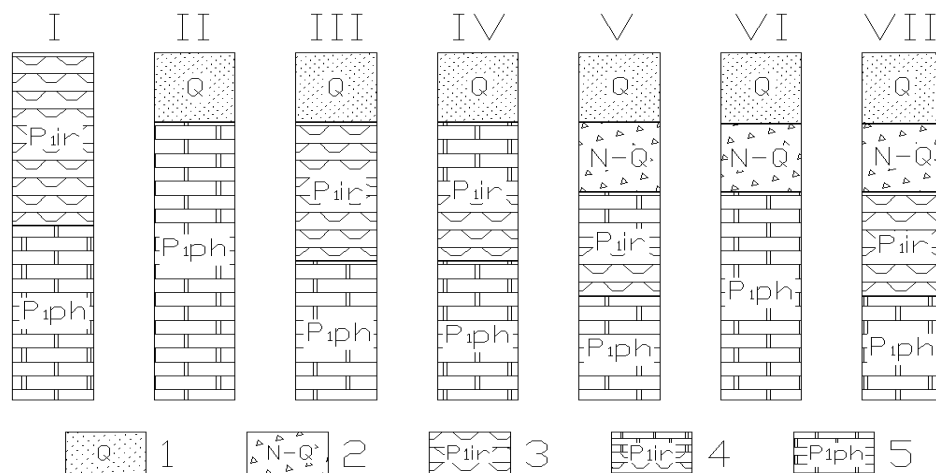 I II III IV V VI VII
Q Q Q Q Q Q
P₁ir N-Q N-Q N-Q
P₁ir P₁ir
P₁ph P₁ir P₁ir
P₁ph P₁ph
P₁ph P₁ph P₁ph P₁ph
Q 1 N-Q 2 P₁ir 3 P₁ir 4 P₁ph 5